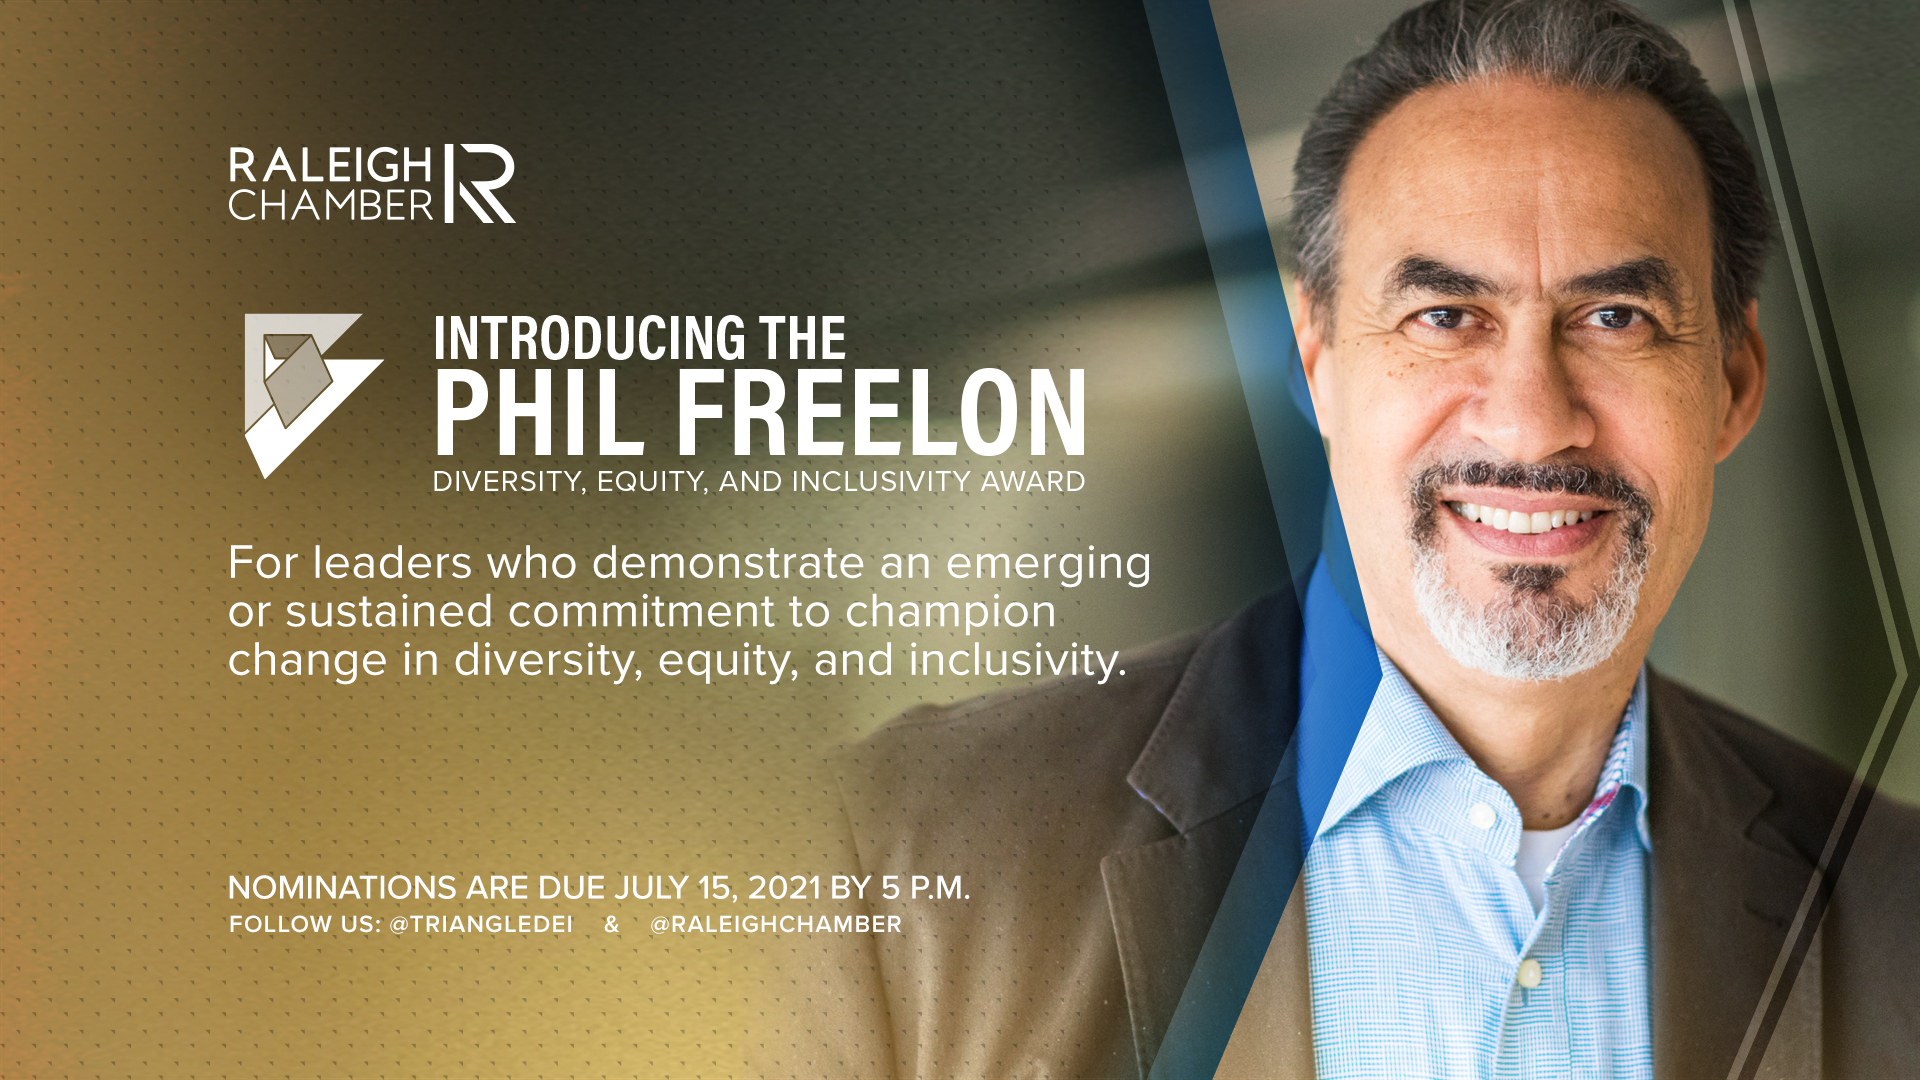 RALEIGH
CHAMBER
INTRODUCING THE
PHIL FREELON
DIVERSITY, EQUITY, AND INCLUSIVITY AWARD
For leaders who demonstrate an emerging
or sustained commitment to champion
change in diversity, equity, and inclusivity.
NOMINATIONS ARE DUE JULY 15, 2021 BY 5 P.M.
FOLLOW US: @TRIANGLEDEI & @RALEIGHCHAMBER